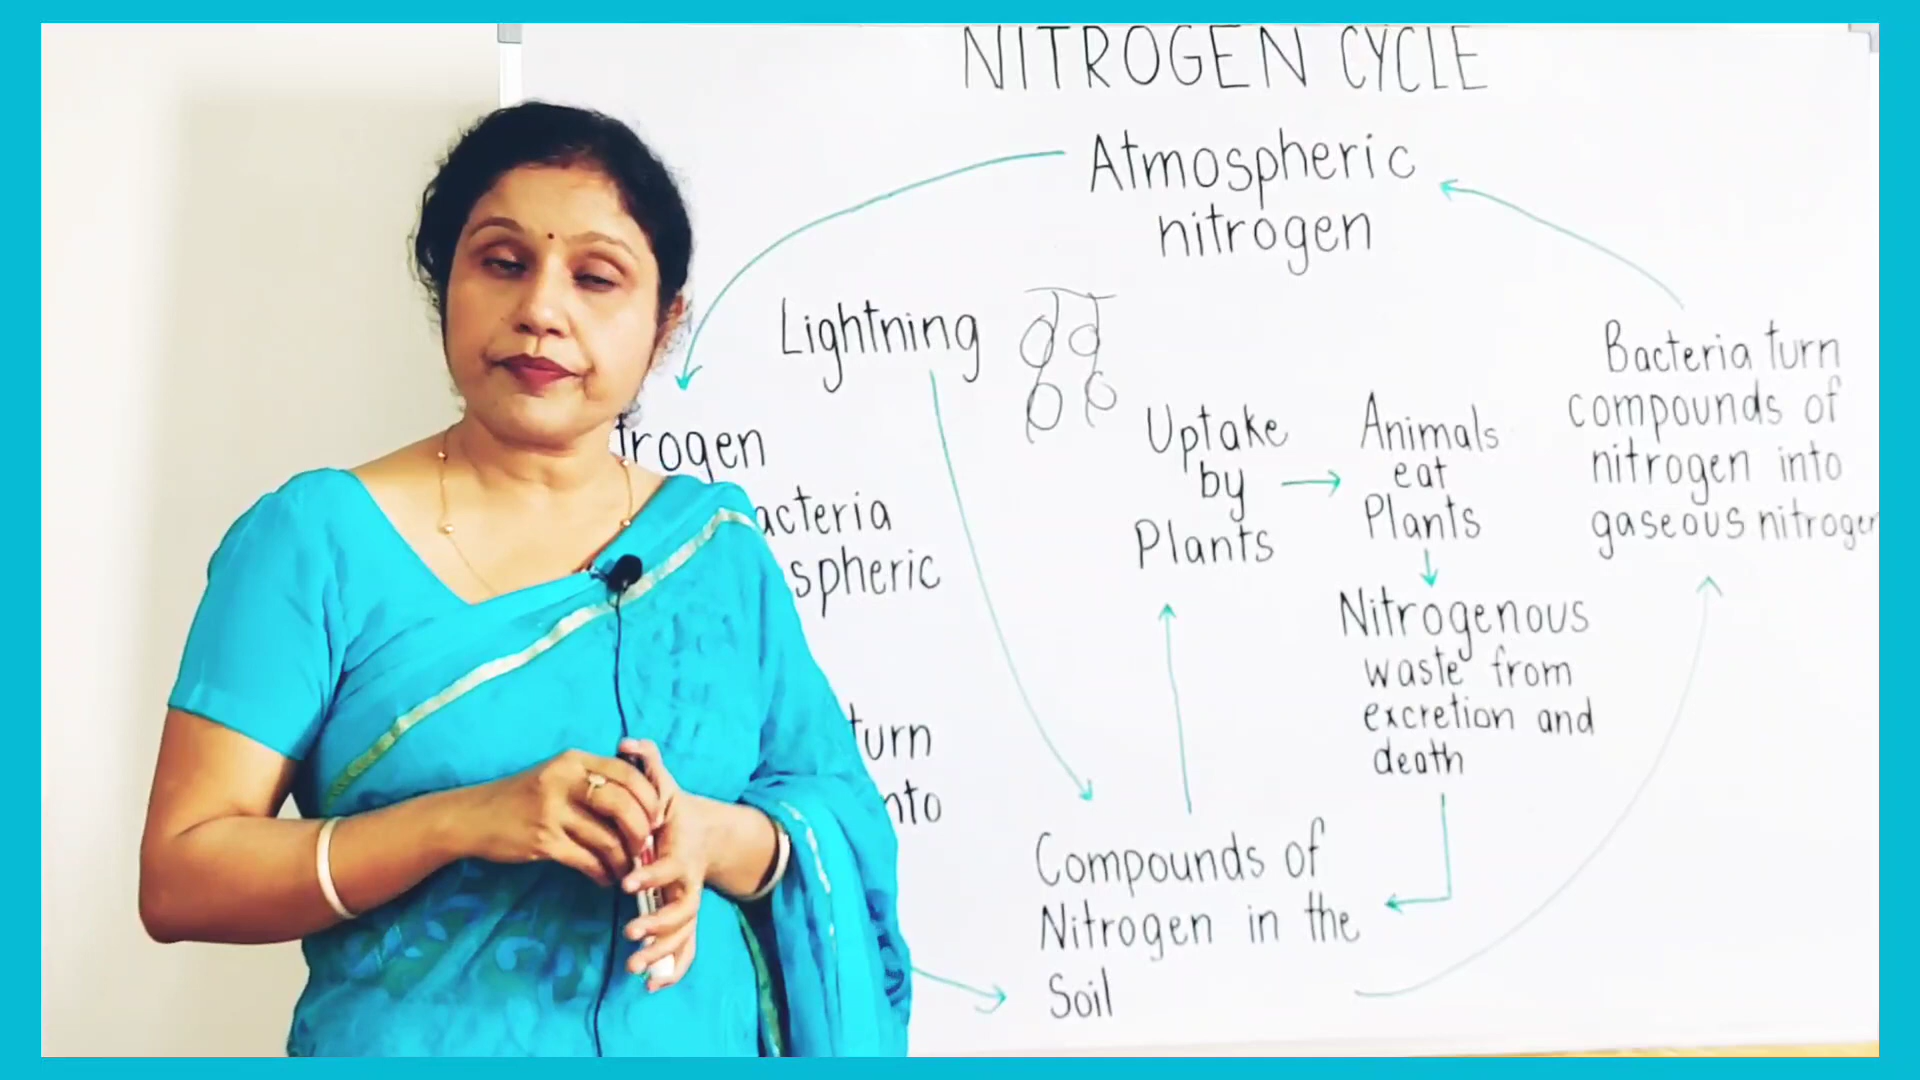 NITROGEN CYCLE
Atmospheric
nitrogen
Lightning
trogen
acteria
spheric
turn
nto
Uptake
by
Plants
Animals
eat
Plants
Nitrogenous
waste from
excretion and
death
Bacteria turn
compounds of
nitrogen into
gaseous nitrogen
Compounds of
Nitrogen in the
Soil